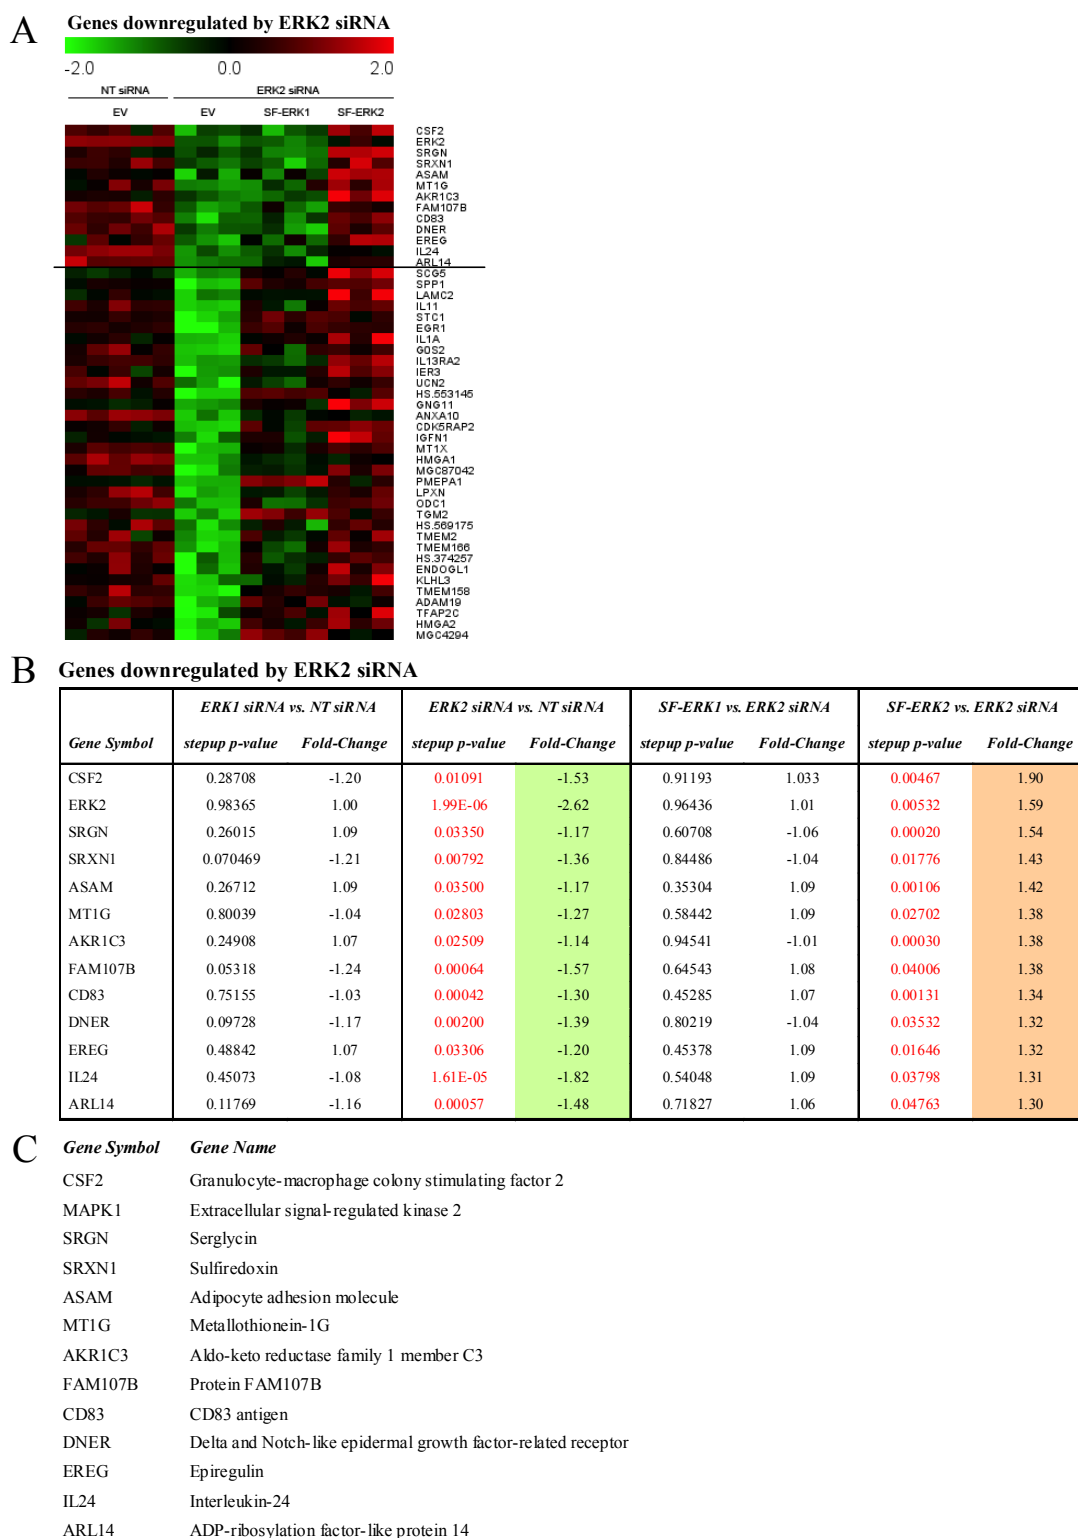 A
Genes downregulated by ERK2 siRNA
-2.0 0.0 2.0
NT siRNA ERK2 siRNA
EV EV SF-ERK1 SF-ERK2
CSF2
ERK2
SRGN
SRXN1
ASAM
MT1G
AKR1C3
FAM107B
CD83
DNER
EREG
IL24
ARL14
SCG5
SPP1
LAMC2
IL11
STC1
EGR1
IL1A
G0S2
IL13RA2
IER3
UCN2
HS.553145
GNG11
ANXA10
CDK5RAP2
IGFN1
MT1X
HMGA1
MGC87042
PMEPA1
LPXN
ODC1
TGM2
HS.569175
TMEM2
TMEM166
HS.374257
ENDOGL1
KLHL3
TMEM158
ADAM19
TFAP2C
HMGA2
MGC4294
B Genes downregulated by ERK2 siRNA
ERK1 siRNA vs. NT siRNA ERK2 siRNA vs. NT siRNA SF-ERK1 vs. ERK2 siRNA SF-ERK2 vs. ERK2 siRNA
Gene Symbol stepup p-value Fold-Change stepup p-value Fold-Change stepup p-value Fold-Change stepup p-value Fold-Change
CSF2 0.28708 -1.20 0.01091 -1.53 0.91193 1.033 0.00467 1.90
ERK2 0.98365 1.00 1.99E-06 -2.62 0.96436 1.01 0.00532 1.59
SRGN 0.26015 1.09 0.03350 -1.17 0.60708 -1.06 0.00020 1.54
SRXN1 0.070469 -1.21 0.00792 -1.36 0.84486 -1.04 0.01776 1.43
ASAM 0.26712 1.09 0.03500 -1.17 0.35304 1.09 0.00106 1.42
MT1G 0.80039 -1.04 0.02803 -1.27 0.58442 1.09 0.02702 1.38
AKR1C3 0.24908 1.07 0.02509 -1.14 0.94541 -1.01 0.00030 1.38
FAM107B 0.05318 -1.24 0.00064 -1.57 0.64543 1.08 0.04006 1.38
CD83 0.75155 -1.03 0.00042 -1.30 0.45285 1.07 0.00131 1.34
DNER 0.09728 -1.17 0.00200 -1.39 0.80219 -1.04 0.03532 1.32
EREG 0.48842 1.07 0.03306 -1.20 0.45378 1.09 0.01646 1.32
IL24 0.45073 -1.08 1.61E-05 -1.82 0.54048 1.09 0.03798 1.31
ARL14 0.11769 -1.16 0.00057 -1.48 0.71827 1.06 0.04763 1.30
C Gene Symbol Gene Name
CSF2 Granulocyte-macrophage colony stimulating factor 2
MAPK1 Extracellular signal-regulated kinase 2
SRGN Serglycin
SRXN1 Sulfiredoxin
ASAM Adipocyte adhesion molecule
MT1G Metallothionein-1G
AKR1C3 Aldo-keto reductase family 1 member C3
FAM107B Protein FAM107B
CD83 CD83 antigen
DNER Delta and Notch-like epidermal growth factor-related receptor
EREG Epiregulin
IL24 Interleukin-24
ARL14 ADP-ribosylation factor-like protein 14